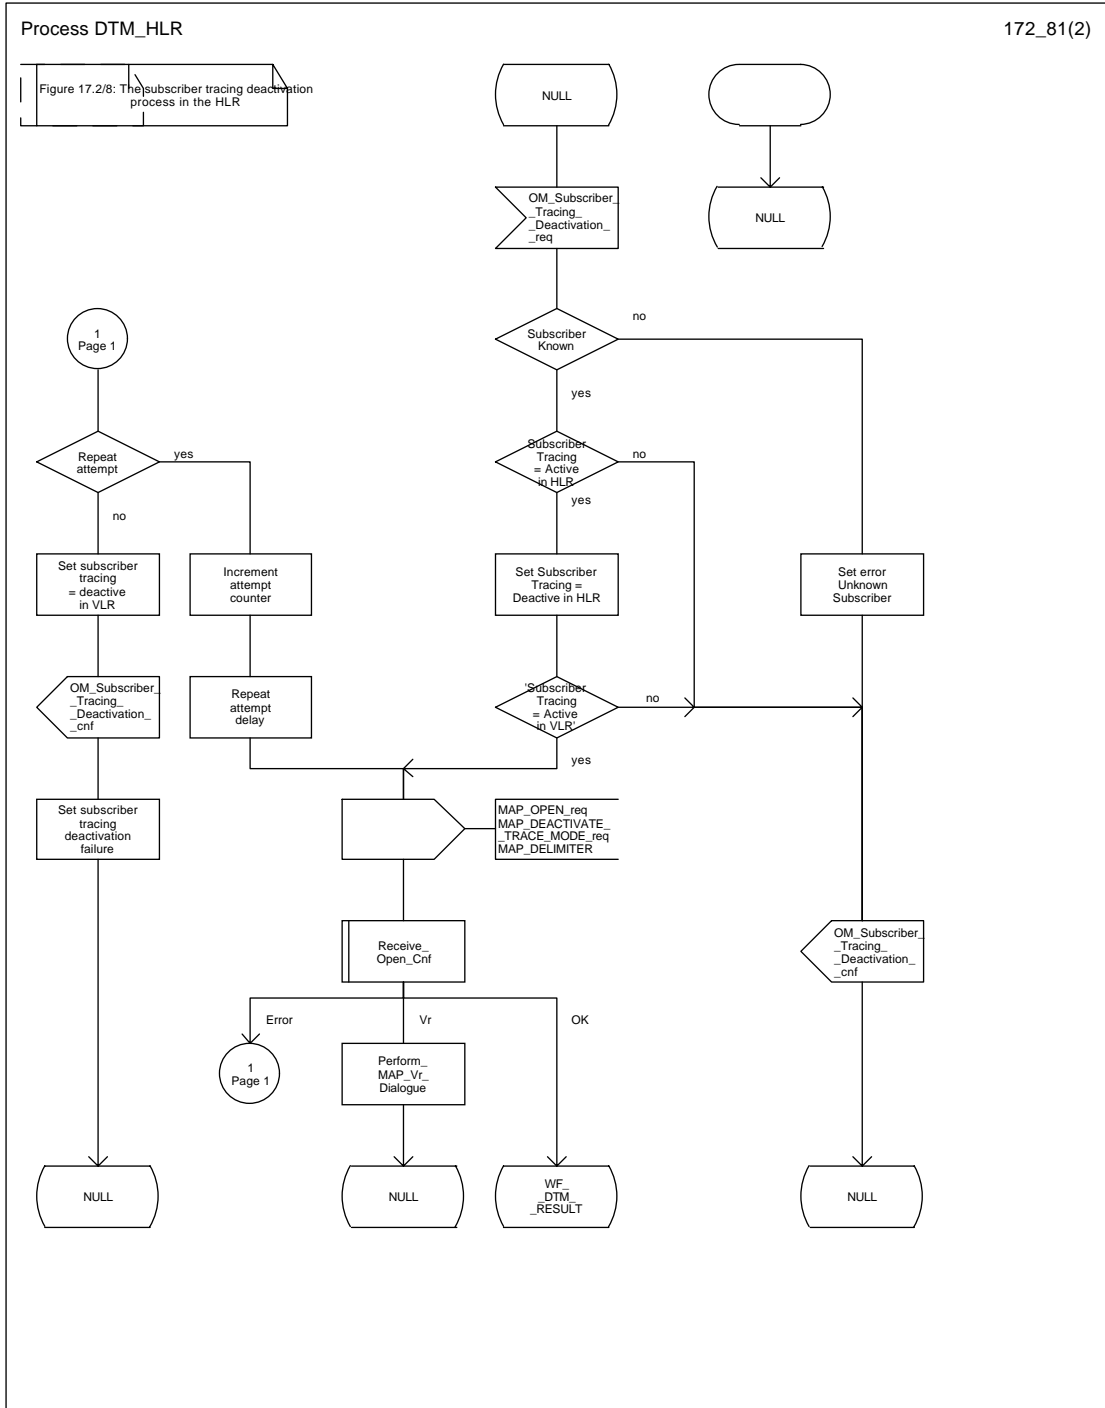 Process DTM_HLR
172_81(2)
Figure 17.2/8: The subscriber tracing deactivation
process in the HLR
NULL
OM_Subscriber_
_Tracing_
_Deactivation_
_req
NULL
1
Page 1
Subscriber
Known
no
yes
Repeat
attempt
yes
no
Subscriber
Tracing
= Active
in HLR
no
yes
Set subscriber
tracing
= deactive
in VLR
Increment
attempt
counter
Set Subscriber
Tracing =
Deactive in HLR
Set error
Unknown
Subscriber
OM_Subscriber_
_Tracing_
_Deactivation_
_cnf
Repeat
attempt
delay
'Subscriber
Tracing
= Active
in VLR'
no
yes
Set subscriber
tracing
deactivation
failure
MAP_OPEN_req
MAP_DEACTIVATE_
_TRACE_MODE_req
MAP_DELIMITER
Receive_
Open_Cnf
OM_Subscriber_
_Tracing_
_Deactivation_
_cnf
Error
Vr
OK
1
Page 1
Perform_
MAP_Vr_
Dialogue
NULL
NULL
WF_
_DTM_
_RESULT
NULL